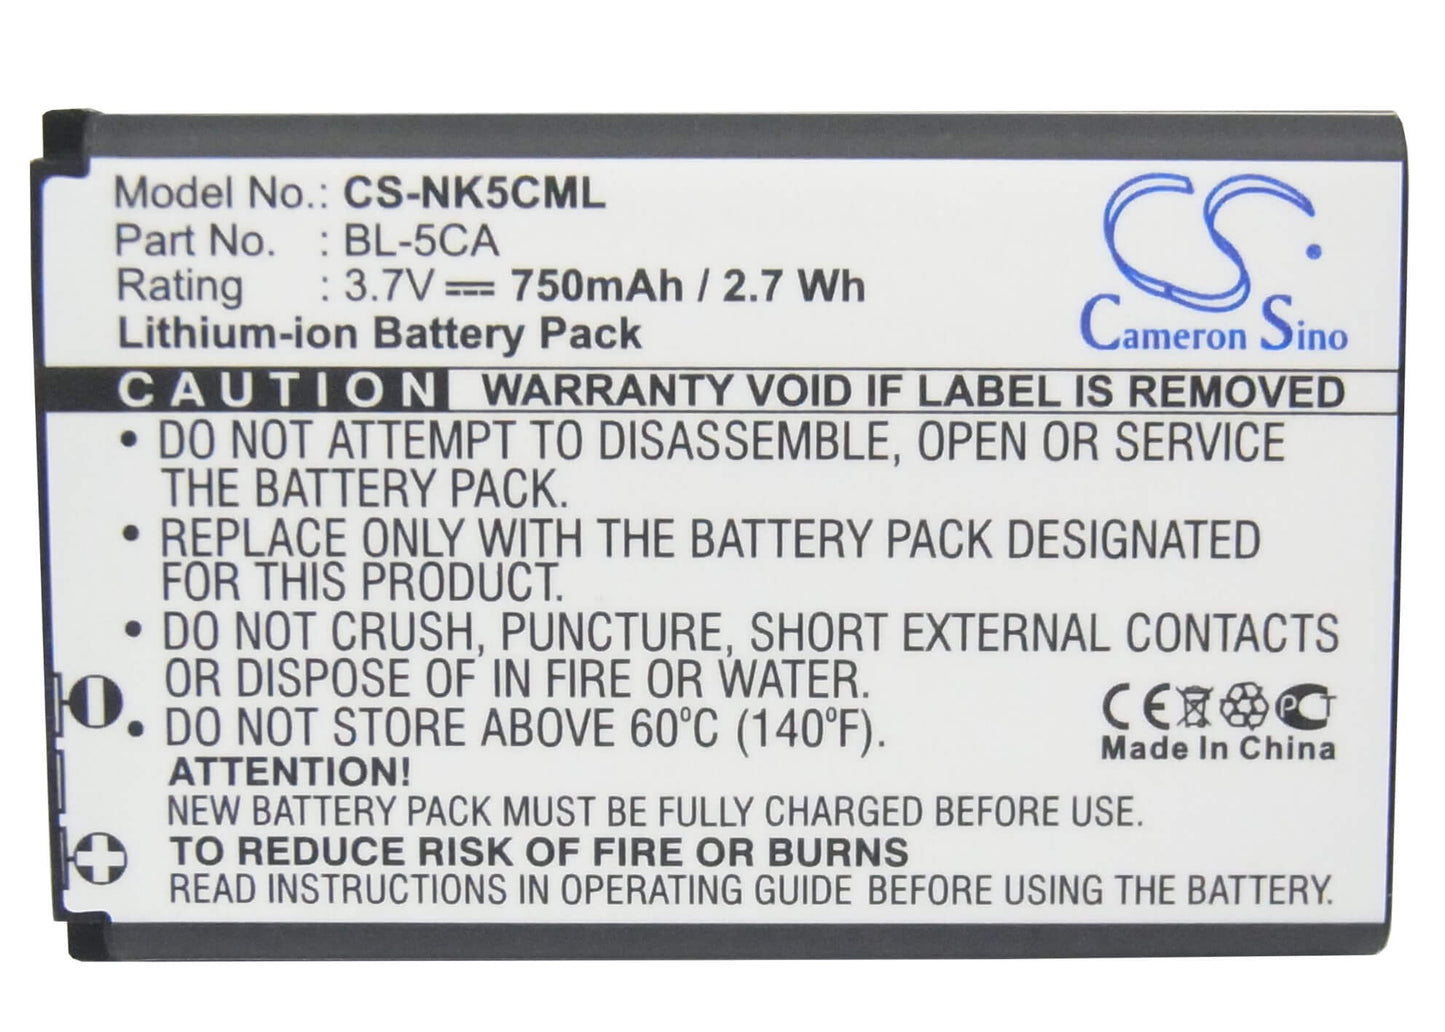 Model No.: CS-NK5CML
Part No. : BL-5CA
Rating : 3.7V 750mAh / 2.7 Wh
Lithium-ion Battery Pack
CS
Cameron Sino
CAUTION WARRANTY VOID IF LABEL IS REMOVED
• DO NOT ATTEMPT TO DISASSEMBLE, OPEN OR SERVICE
THE BATTERY PACK.
• REPLACE ONLY WITH THE BATTERY PACK DESIGNATED
FOR THIS PRODUCT.
• DO NOT CRUSH, PUNCTURE, SHORT EXTERNAL CONTACTS
OR DISPOSE OF IN FIRE OR WATER.
• DO NOT STORE ABOVE 60ºC (140ºF).
CE PCT
Made In China
ATTENTION!
NEW BATTERY PACK MUST BE FULLY CHARGED BEFORE USE.
TO REDUCE RISK OF FIRE OR BURNS
READ INSTRUCTIONS IN OPERATING GUIDE BEFORE USING THE BATTERY.